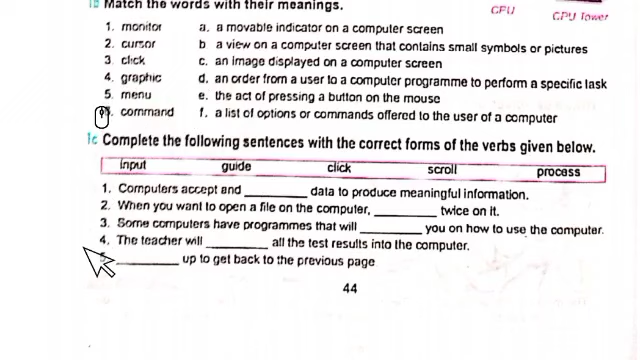 1b Match the words with their meanings.
CPU
CPU Tower
1. monitor a. a movable indicator on a computer screen
2. cursor b a view on a computer screen that contains small symbols or pictures
3. click c. an image displayed on a computer screen
4. graphic d. an order from a user to a computer programme to perform a specific task
5. menu e. the act of pressing a button on the mouse
6. command f. a list of options or commands offered to the user of a computer
1c Complete the following sentences with the correct forms of the verbs given below.
input guide click scroll process
1. Computers accept and ________ data to produce meaningful information.
2. When you want to open a file on the computer, ________ twice on it.
3. Some computers have programmes that will ________ you on how to use the computer.
4. The teacher will ________ all the test results into the computer.
________ up to get back to the previous page
44